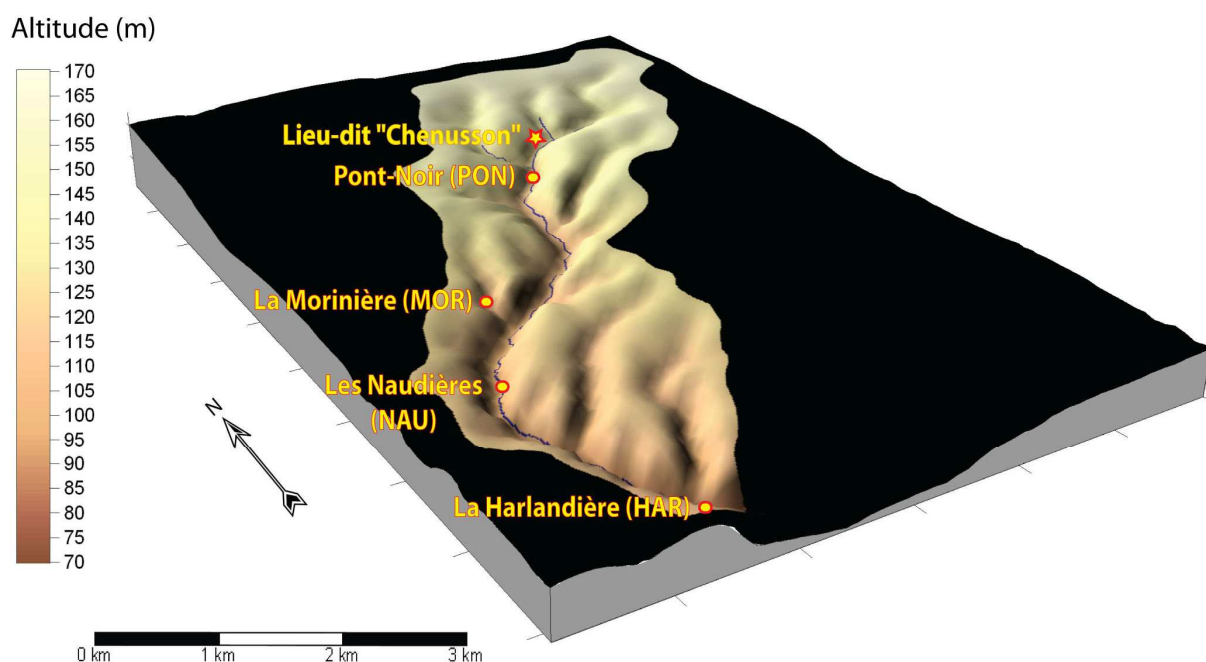 Altitude (m)
170
165
160
155
150
145
140
135
130
125
120
115
110
105
100
95
90
85
80
75
70
Lieu-dit "Chenusson"
Pont-Noir (PON)
La Morinière (MOR)
Les Naudières
(NAU)
La Harlandière (HAR)
N
0 km 1 km 2 km 3 km